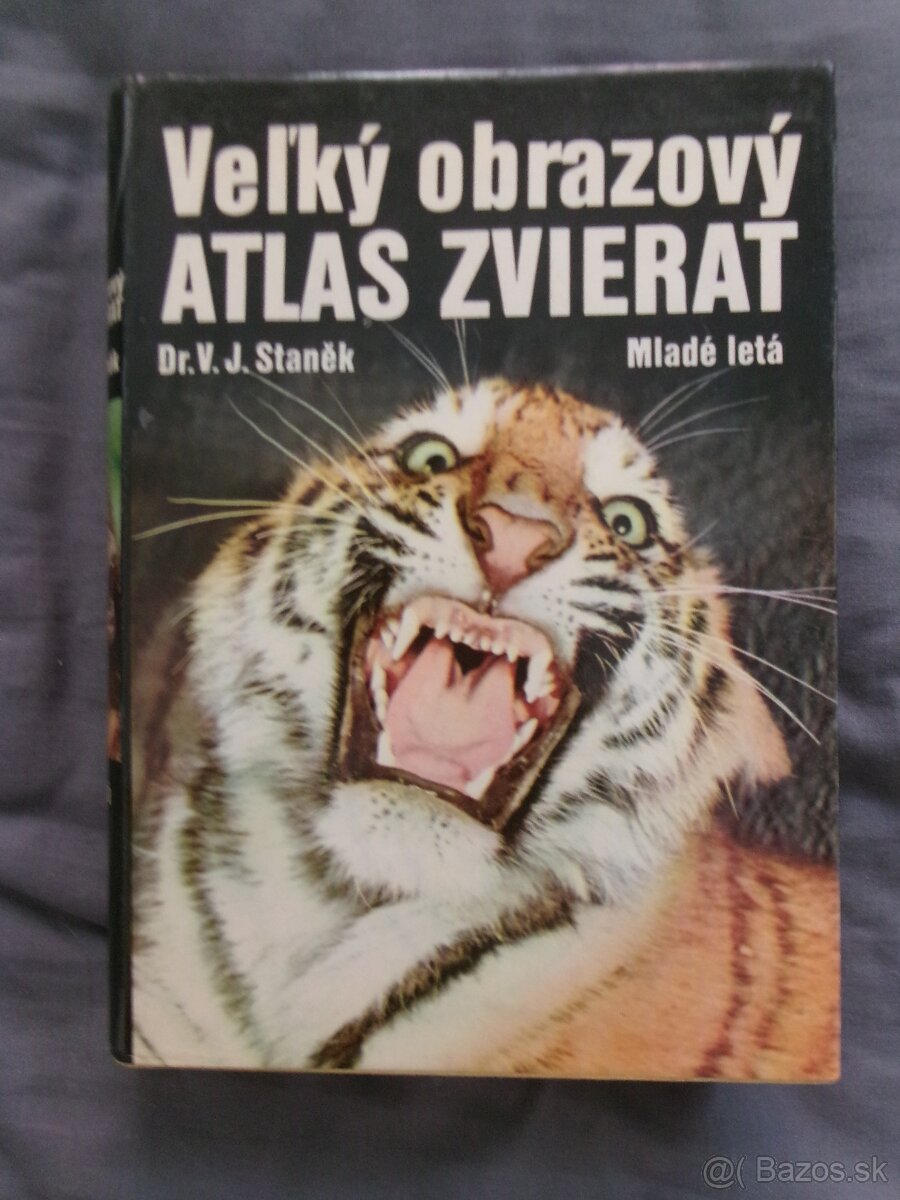 Veľký obrazový
ATLAS ZVIERAT
Dr. V. J. Staněk
Mladé letá
@( Bazos.sk